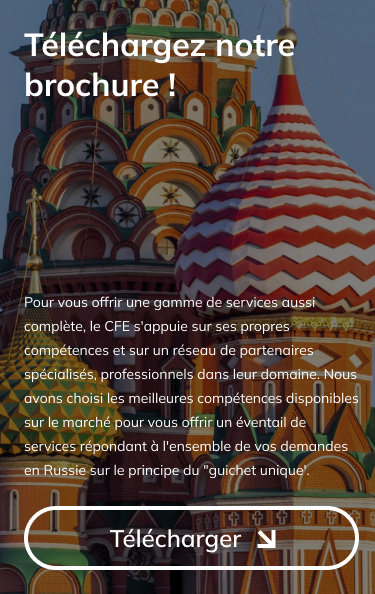 Téléchargez notre
brochure !
Pour vous offrir une gamme de services aussi
complète, le CFE s'appuie sur ses propres
compétences et sur un réseau de partenaires
spécialisés, professionnels dans leur domaine. Nous
avons choisi les meilleures compétences disponibles
sur le marché pour vous offrir un éventail de
services répondant à l'ensemble de vos demandes
en Russie sur le principe du "guichet unique'.
Télécharger